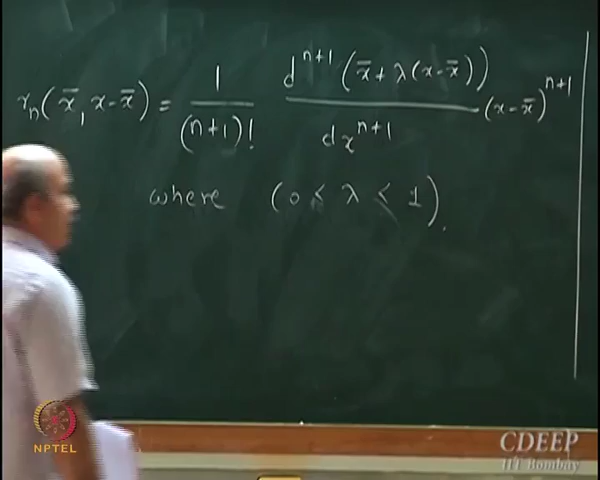 r_n(x̄, x-x̄) = 1/(n+1)! d^{n+1}(x̄+λ(x-x̄))/dx^{n+1} (x-x̄)^{n+1}
where (0 < λ < 1).
NPTEL
CDEEP
IIT Bombay